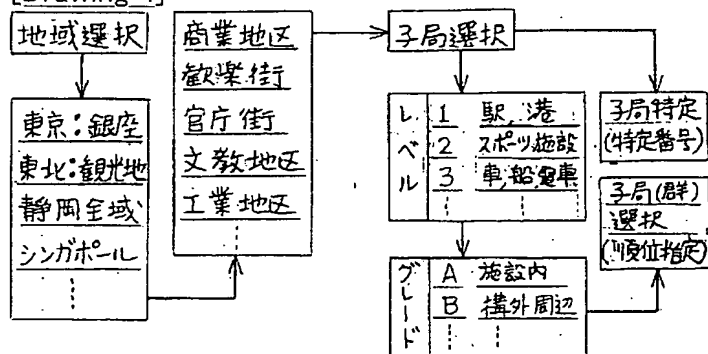 [Drawing 4]
地域選択
東京:銀座
東北:観光地
静岡全域
シンガポール
商業地区
歓楽街
官庁街
文教地区
工業地区
子局選択
レベル
1 駅,港
2 スポーツ施設
3 車,船,電車
グレード
A 施設内
B 構外周辺
子局特定
(特定番号)
子局(群)
選択
(順位指定)